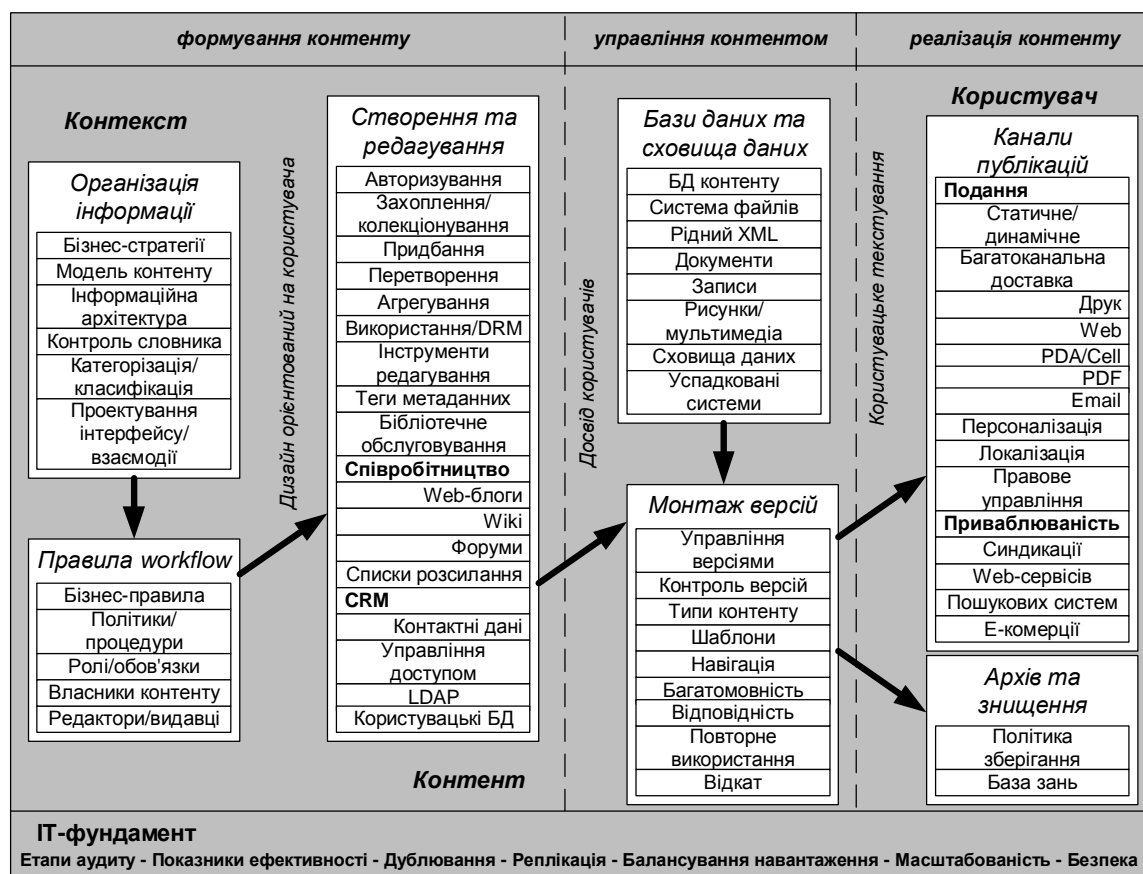 формування контенту
управління контентом
реалізація контенту
Контекст
Організація
інформації
Бізнес-стратегії
Модель контенту
Інформаційна
архітектура
Контроль словника
Категорізація/
класифікація
Проектування
інтерфейсу/
взаємодії
Правила workflow
Бізнес-правила
Політики/
процедури
Ролі/обов'язки
Власники контенту
Редактори/видавці
Дизайн орієнтований на користувача
Створення та
редагування
Авторизування
Захоплення/
колекціонування
Придбання
Перетворення
Агрегування
Використання/DRM
Інструменти
редагування
Теги метаданних
Бібліотечне
обслуговування
Співробітництво
Web-блоги
Wiki
Форуми
Списки розсилання
CRM
Контактні дані
Управління
доступом
LDAP
Користувацькі БД
Контент
Досвід користувачів
Бази даних та
сховища даних
БД контенту
Система файлів
Рідний XML
Документи
Записи
Рисунки/
мультимедіа
Сховища даних
Успадковані
системи
Монтаж версій
Управління
версіями
Контроль версій
Типи контенту
Шаблони
Навігація
Багатомовність
Відповідність
Повторне
використання
Відкат
Користувацьке текстування
Користувач
Канали
публікацій
Подання
Статичне/
динамічне
Багатоканальна
доставка
Друк
Web
PDA/Cell
PDF
Email
Персоналізація
Локалізація
Правове
управління
Приваблюваність
Синдикації
Web-сервісів
Пошукових систем
Е-комерції
Архів та
знищення
Політика
зберігання
База зань
ІТ-фундамент
Етапи аудиту - Показники ефективності - Дублювання - Реплікація - Балансування навантаження - Масштабованість - Безпека